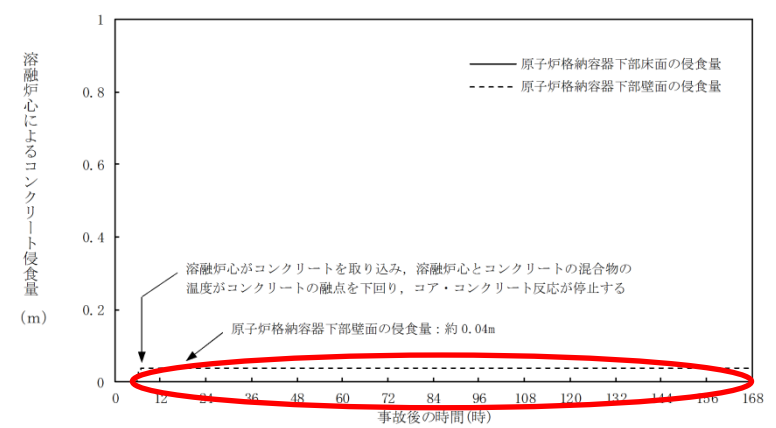 溶融炉心によるコンクリート侵食量
(m)
1
0.8
0.6
0.4
0.2
0
原子炉格納容器下部床面の侵食量
原子炉格納容器下部壁面の侵食量
溶融炉心がコンクリートを取り込み，溶融炉心とコンクリートの混合物の
温度がコンクリートの融点を下回り，コア・コンクリート反応が停止する
原子炉格納容器下部壁面の侵食量：約 0.04m
0 12 24 36 48 60 72 84 96 108 120 132 144 156 168
事故後の時間(時)